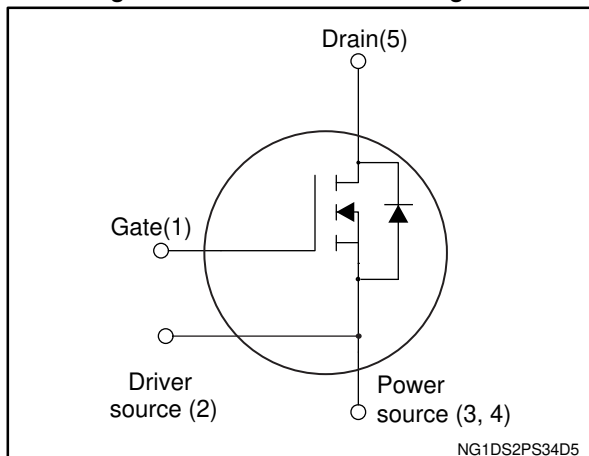 Drain(5)
Gate(1)
Driver
source (2)
Power
source (3, 4)
NG1DS2PS34D5